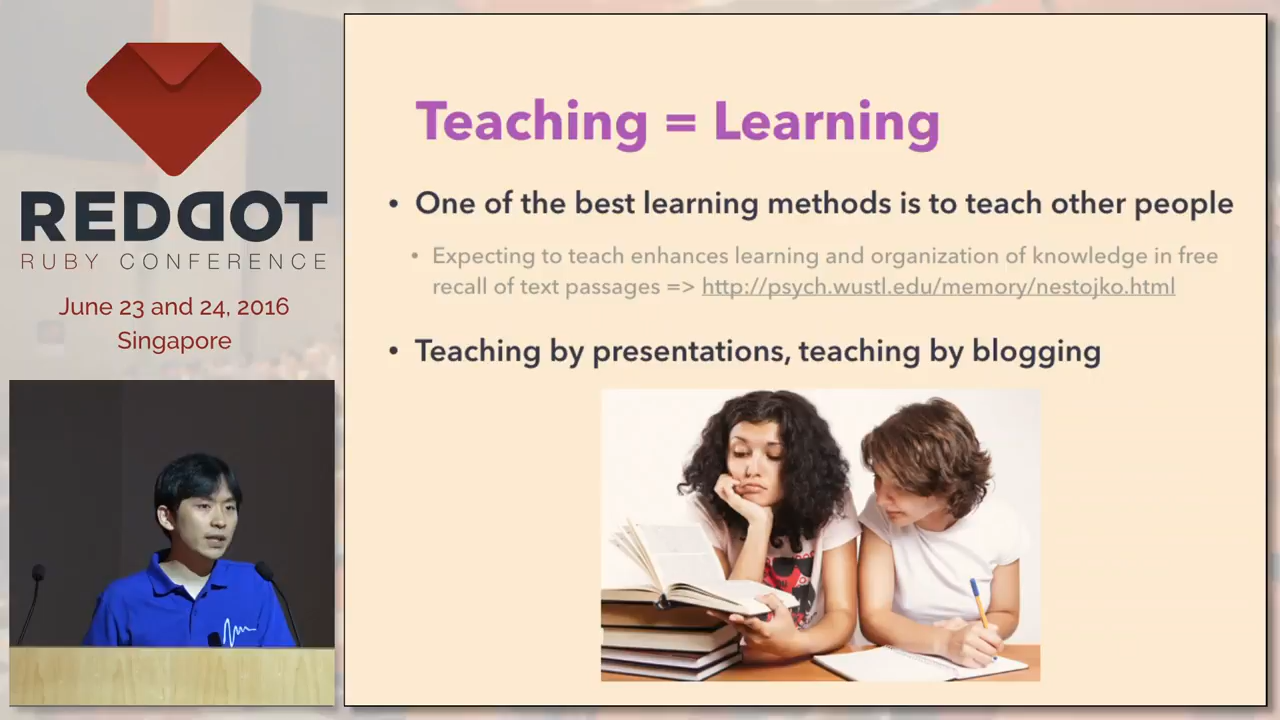 REDDOT
RUBY CONFERENCE
June 23 and 24, 2016
Singapore
Teaching = Learning
• One of the best learning methods is to teach other people
• Expecting to teach enhances learning and organization of knowledge in free
recall of text passages => http://psych.wustl.edu/memory/nestojko.html
• Teaching by presentations, teaching by blogging